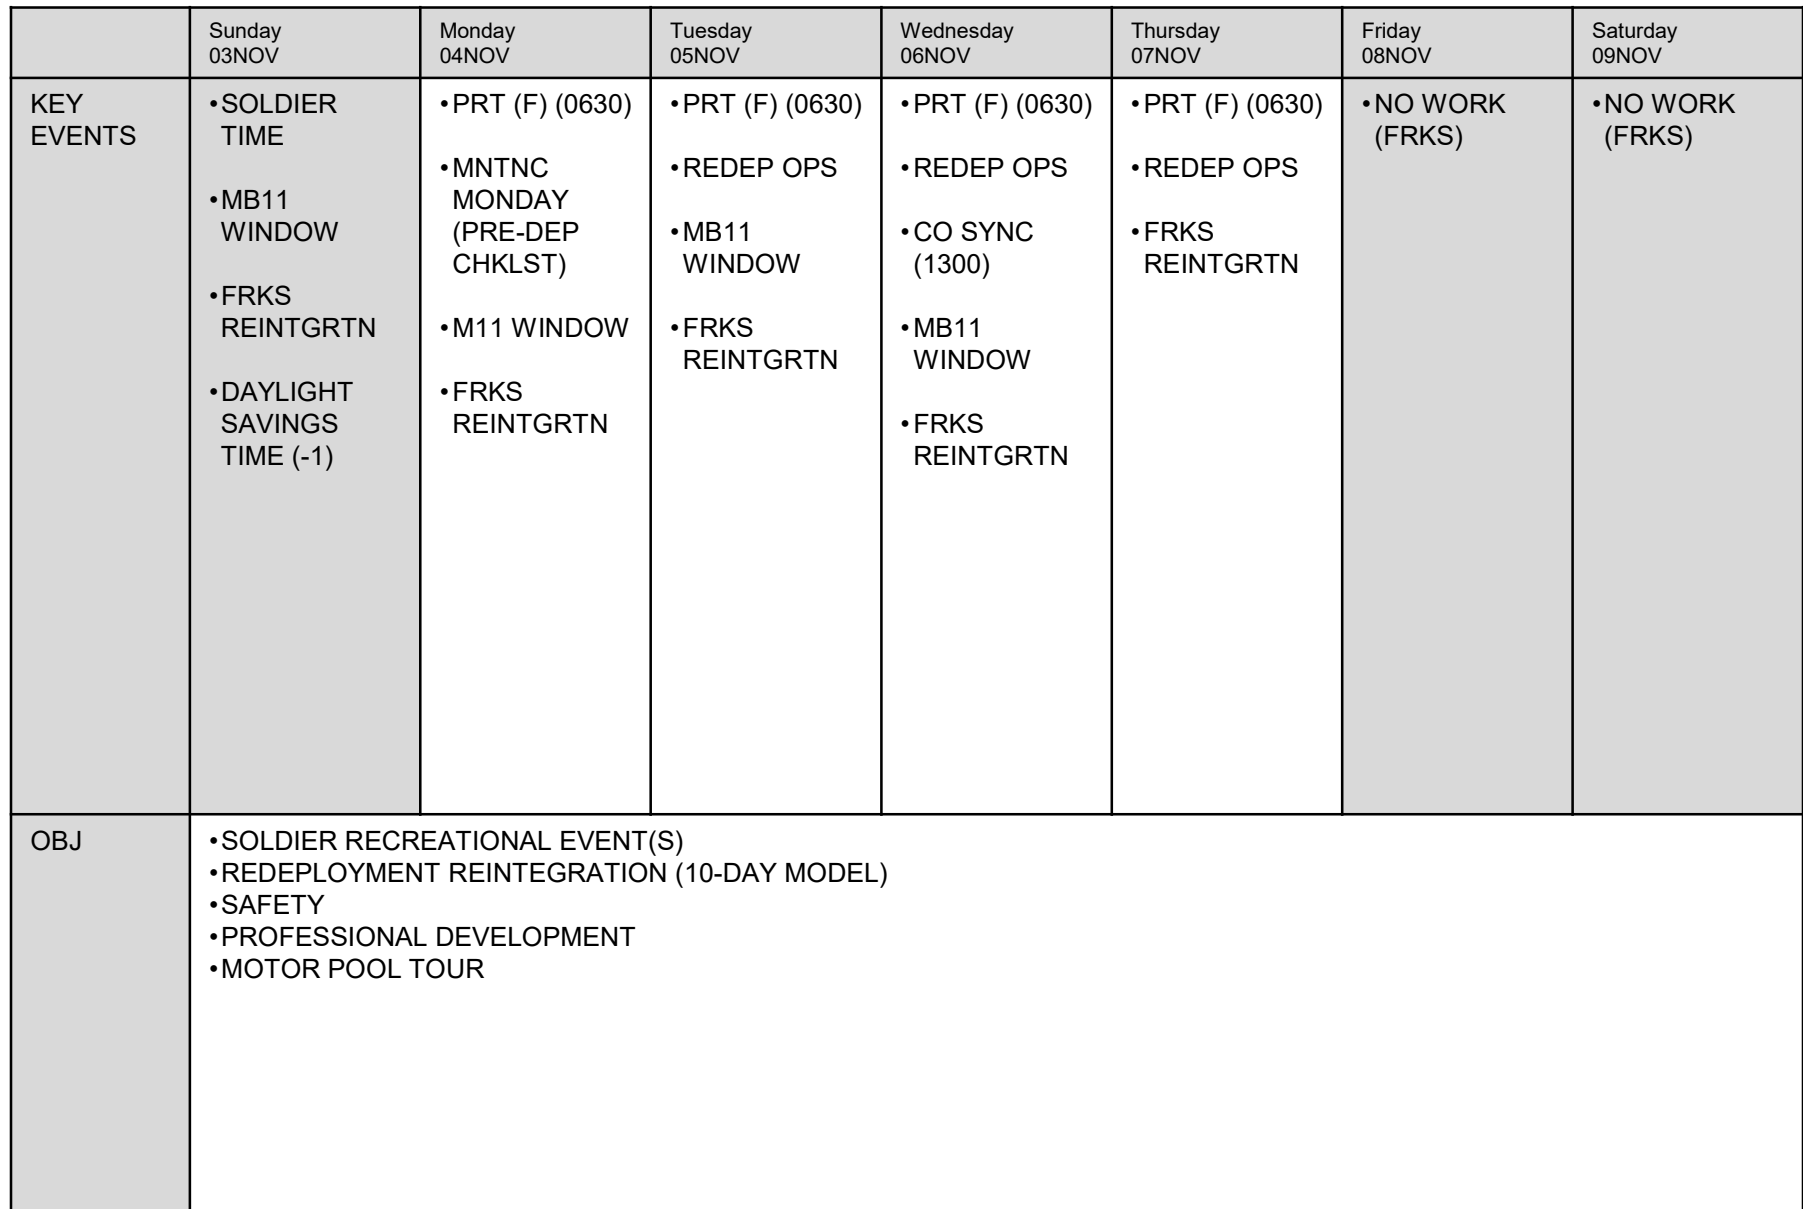 Sunday
03NOV
Monday
04NOV
Tuesday
05NOV
Wednesday
06NOV
Thursday
07NOV
Friday
08NOV
Saturday
09NOV
KEY
EVENTS
•SOLDIER
TIME
•MB11
WINDOW
•FRKS
REINTGRTN
•DAYLIGHT
SAVINGS
TIME (-1)
•PRT (F) (0630)
•MNTNC
MONDAY
(PRE-DEP
CHKLST)
•M11 WINDOW
•FRKS
REINTGRTN
•PRT (F) (0630)
•REDEP OPS
•MB11
WINDOW
•FRKS
REINTGRTN
•PRT (F) (0630)
•REDEP OPS
•CO SYNC
(1300)
•MB11
WINDOW
•FRKS
REINTGRTN
•PRT (F) (0630)
•REDEP OPS
•FRKS
REINTGRTN
•NO WORK
(FRKS)
•NO WORK
(FRKS)
OBJ
•SOLDIER RECREATIONAL EVENT(S)
•REDEPLOYMENT REINTEGRATION (10-DAY MODEL)
•SAFETY
•PROFESSIONAL DEVELOPMENT
•MOTOR POOL TOUR